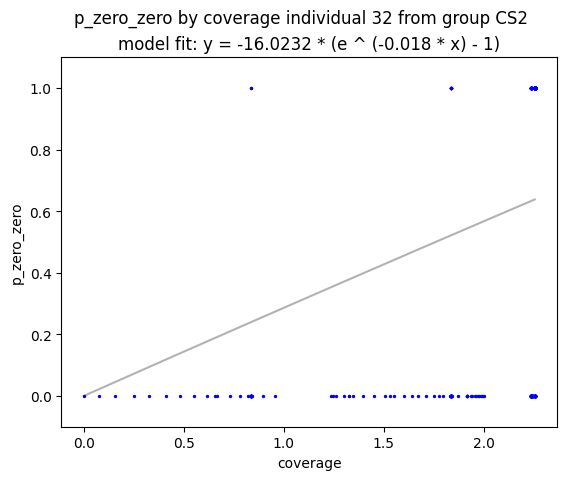 p_zero_zero by coverage individual 32 from group CS2
model fit: y = -16.0232 * (e ^ (-0.018 * x) - 1)
1.0
0.8
0.6
0.4
0.2
0.0
p_zero_zero
0.0 0.5 1.0 1.5 2.0
coverage